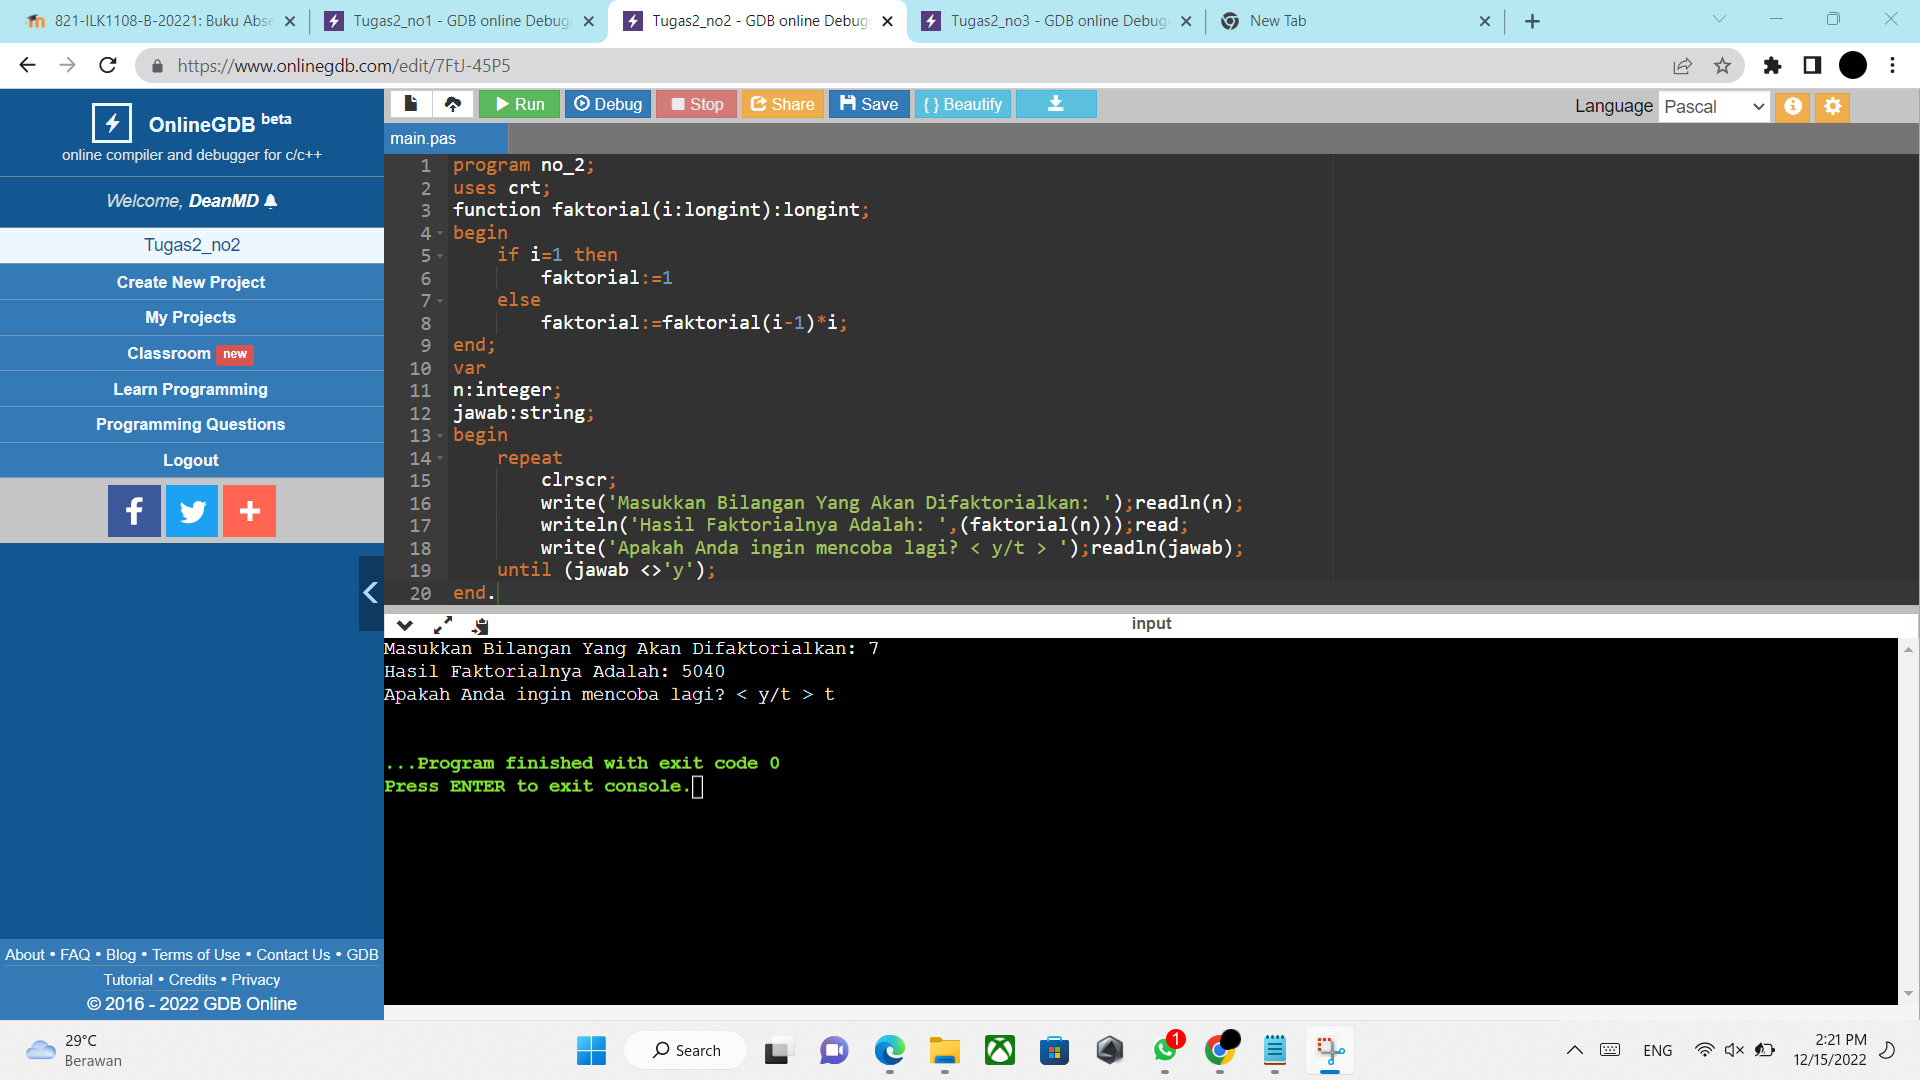 821-ILK1108-B-20221: Buku Abse
Tugas2_no1 - GDB online Debug
Tugas2_no2 - GDB online Debug
Tugas2_no3 - GDB online Debug
New Tab
https://www.onlinegdb.com/edit/7FtJ-45P5
OnlineGDB beta
online compiler and debugger for c/c++
Welcome, DeanMD
Tugas2_no2
Create New Project
My Projects
Classroom new
Learn Programming
Programming Questions
Logout
About • FAQ • Blog • Terms of Use • Contact Us • GDB
Tutorial • Credits • Privacy
© 2016 - 2022 GDB Online
Run Debug Stop Share Save { } Beautify
Language Pascal
main.pas
1 program no_2;
2 uses crt;
3 function faktorial(i:longint):longint;
4 begin
5 if i=1 then
6 faktorial:=1
7 else
8 faktorial:=faktorial(i-1)*i;
9 end;
10 var
11 n:integer;
12 jawab:string;
13 begin
14 repeat
15 clrscr;
16 write('Masukkan Bilangan Yang Akan Difaktorialkan: ');readln(n);
17 writeln('Hasil Faktorialnya Adalah: ',(faktorial(n)));read;
18 write('Apakah Anda ingin mencoba lagi? < y/t > ');readln(jawab);
19 until (jawab <>'y');
20 end.
input
Masukkan Bilangan Yang Akan Difaktorialkan: 7
Hasil Faktorialnya Adalah: 5040
Apakah Anda ingin mencoba lagi? < y/t > t
...Program finished with exit code 0
Press ENTER to exit console.
29°C
Berawan
Search
1
ENG
2:21 PM
12/15/2022